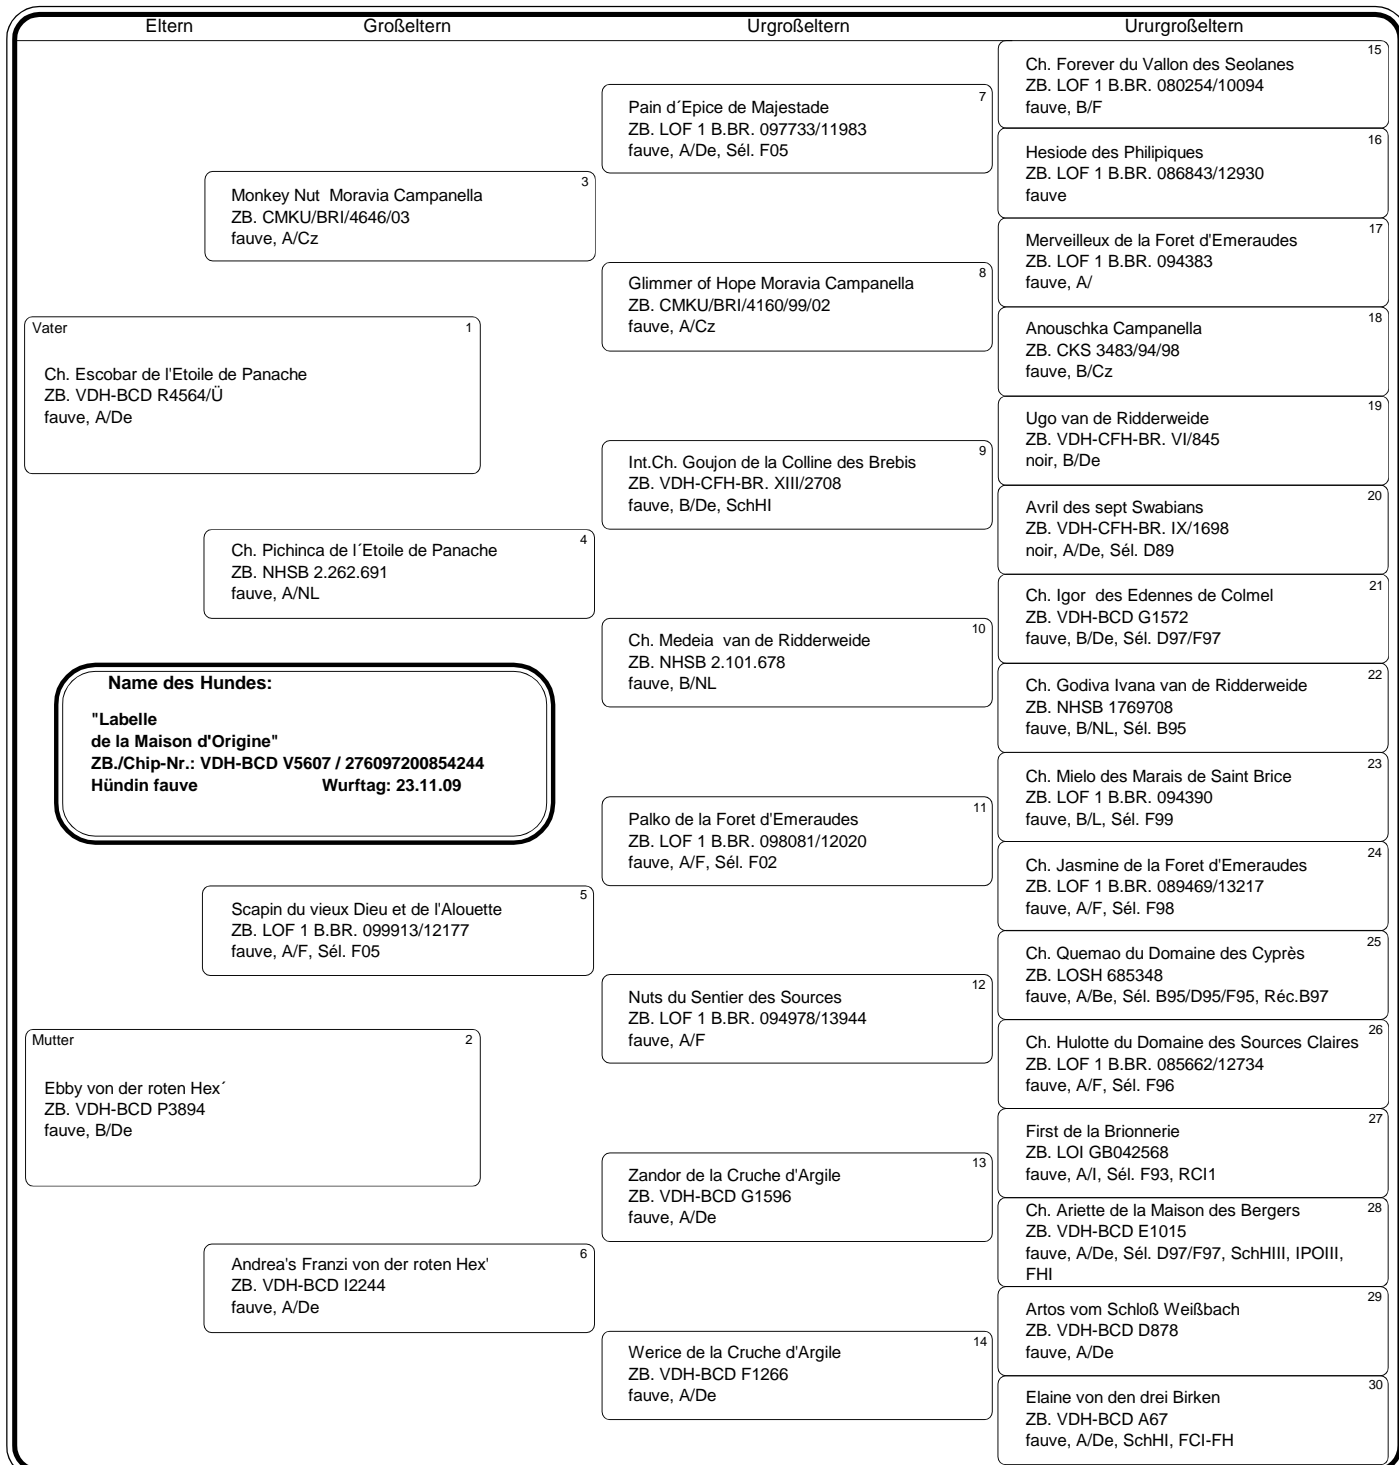 Eltern Großeltern Urgroßeltern Ururgroßeltern
Vater 1
Ch. Escobar de l'Etoile de Panache
ZB. VDH-BCD R4564/Ü
fauve, A/De
Mutter 2
Ebby von der roten Hex´
ZB. VDH-BCD P3894
fauve, B/De
3
Monkey Nut Moravia Campanella
ZB. CMKU/BRI/4646/03
fauve, A/Cz
4
Ch. Pichinca de l´Etoile de Panache
ZB. NHSB 2.262.691
fauve, A/NL
Name des Hundes:
"Labelle
de la Maison d'Origine"
ZB./Chip-Nr.: VDH-BCD V5607 / 276097200854244
Hündin fauve Wurftag: 23.11.09
5
Scapin du vieux Dieu et de l'Alouette
ZB. LOF 1 B.BR. 099913/12177
fauve, A/F, Sél. F05
6
Andrea's Franzi von der roten Hex'
ZB. VDH-BCD I2244
fauve, A/De
7
Pain d´Epice de Majestade
ZB. LOF 1 B.BR. 097733/11983
fauve, A/De, Sél. F05
8
Glimmer of Hope Moravia Campanella
ZB. CMKU/BRI/4160/99/02
fauve, A/Cz
9
Int.Ch. Goujon de la Colline des Brebis
ZB. VDH-CFH-BR. XIII/2708
fauve, B/De, SchHI
10
Ch. Medeia van de Ridderweide
ZB. NHSB 2.101.678
fauve, B/NL
11
Palko de la Foret d'Emeraudes
ZB. LOF 1 B.BR. 098081/12020
fauve, A/F, Sél. F02
12
Nuts du Sentier des Sources
ZB. LOF 1 B.BR. 094978/13944
fauve, A/F
13
Zandor de la Cruche d'Argile
ZB. VDH-BCD G1596
fauve, A/De
14
Werice de la Cruche d'Argile
ZB. VDH-BCD F1266
fauve, A/De
15
Ch. Forever du Vallon des Seolanes
ZB. LOF 1 B.BR. 080254/10094
fauve, B/F
16
Hesiode des Philipiques
ZB. LOF 1 B.BR. 086843/12930
fauve
17
Merveilleux de la Foret d'Emeraudes
ZB. LOF 1 B.BR. 094383
fauve, A/
18
Anouschka Campanella
ZB. CKS 3483/94/98
fauve, B/Cz
19
Ugo van de Ridderweide
ZB. VDH-CFH-BR. VI/845
noir, B/De
20
Avril des sept Swabians
ZB. VDH-CFH-BR. IX/1698
noir, A/De, Sél. D89
21
Ch. Igor des Edennes de Colmel
ZB. VDH-BCD G1572
fauve, B/De, Sél. D97/F97
22
Ch. Godiva Ivana van de Ridderweide
ZB. NHSB 1769708
fauve, B/NL, Sél. B95
23
Ch. Mielo des Marais de Saint Brice
ZB. LOF 1 B.BR. 094390
fauve, B/L, Sél. F99
24
Ch. Jasmine de la Foret d'Emeraudes
ZB. LOF 1 B.BR. 089469/13217
fauve, A/F, Sél. F98
25
Ch. Quemao du Domaine des Cyprès
ZB. LOSH 685348
fauve, A/Be, Sél. B95/D95/F95, Réc.B97
26
Ch. Hulotte du Domaine des Sources Claires
ZB. LOF 1 B.BR. 085662/12734
fauve, A/F, Sél. F96
27
First de la Brionnerie
ZB. LOI GB042568
fauve, A/I, Sél. F93, RCI1
28
Ch. Ariette de la Maison des Bergers
ZB. VDH-BCD E1015
fauve, A/De, Sél. D97/F97, SchHIII, IPOIII,
FHI
29
Artos vom Schloß Weißbach
ZB. VDH-BCD D878
fauve, A/De
30
Elaine von den drei Birken
ZB. VDH-BCD A67
fauve, A/De, SchHI, FCI-FH